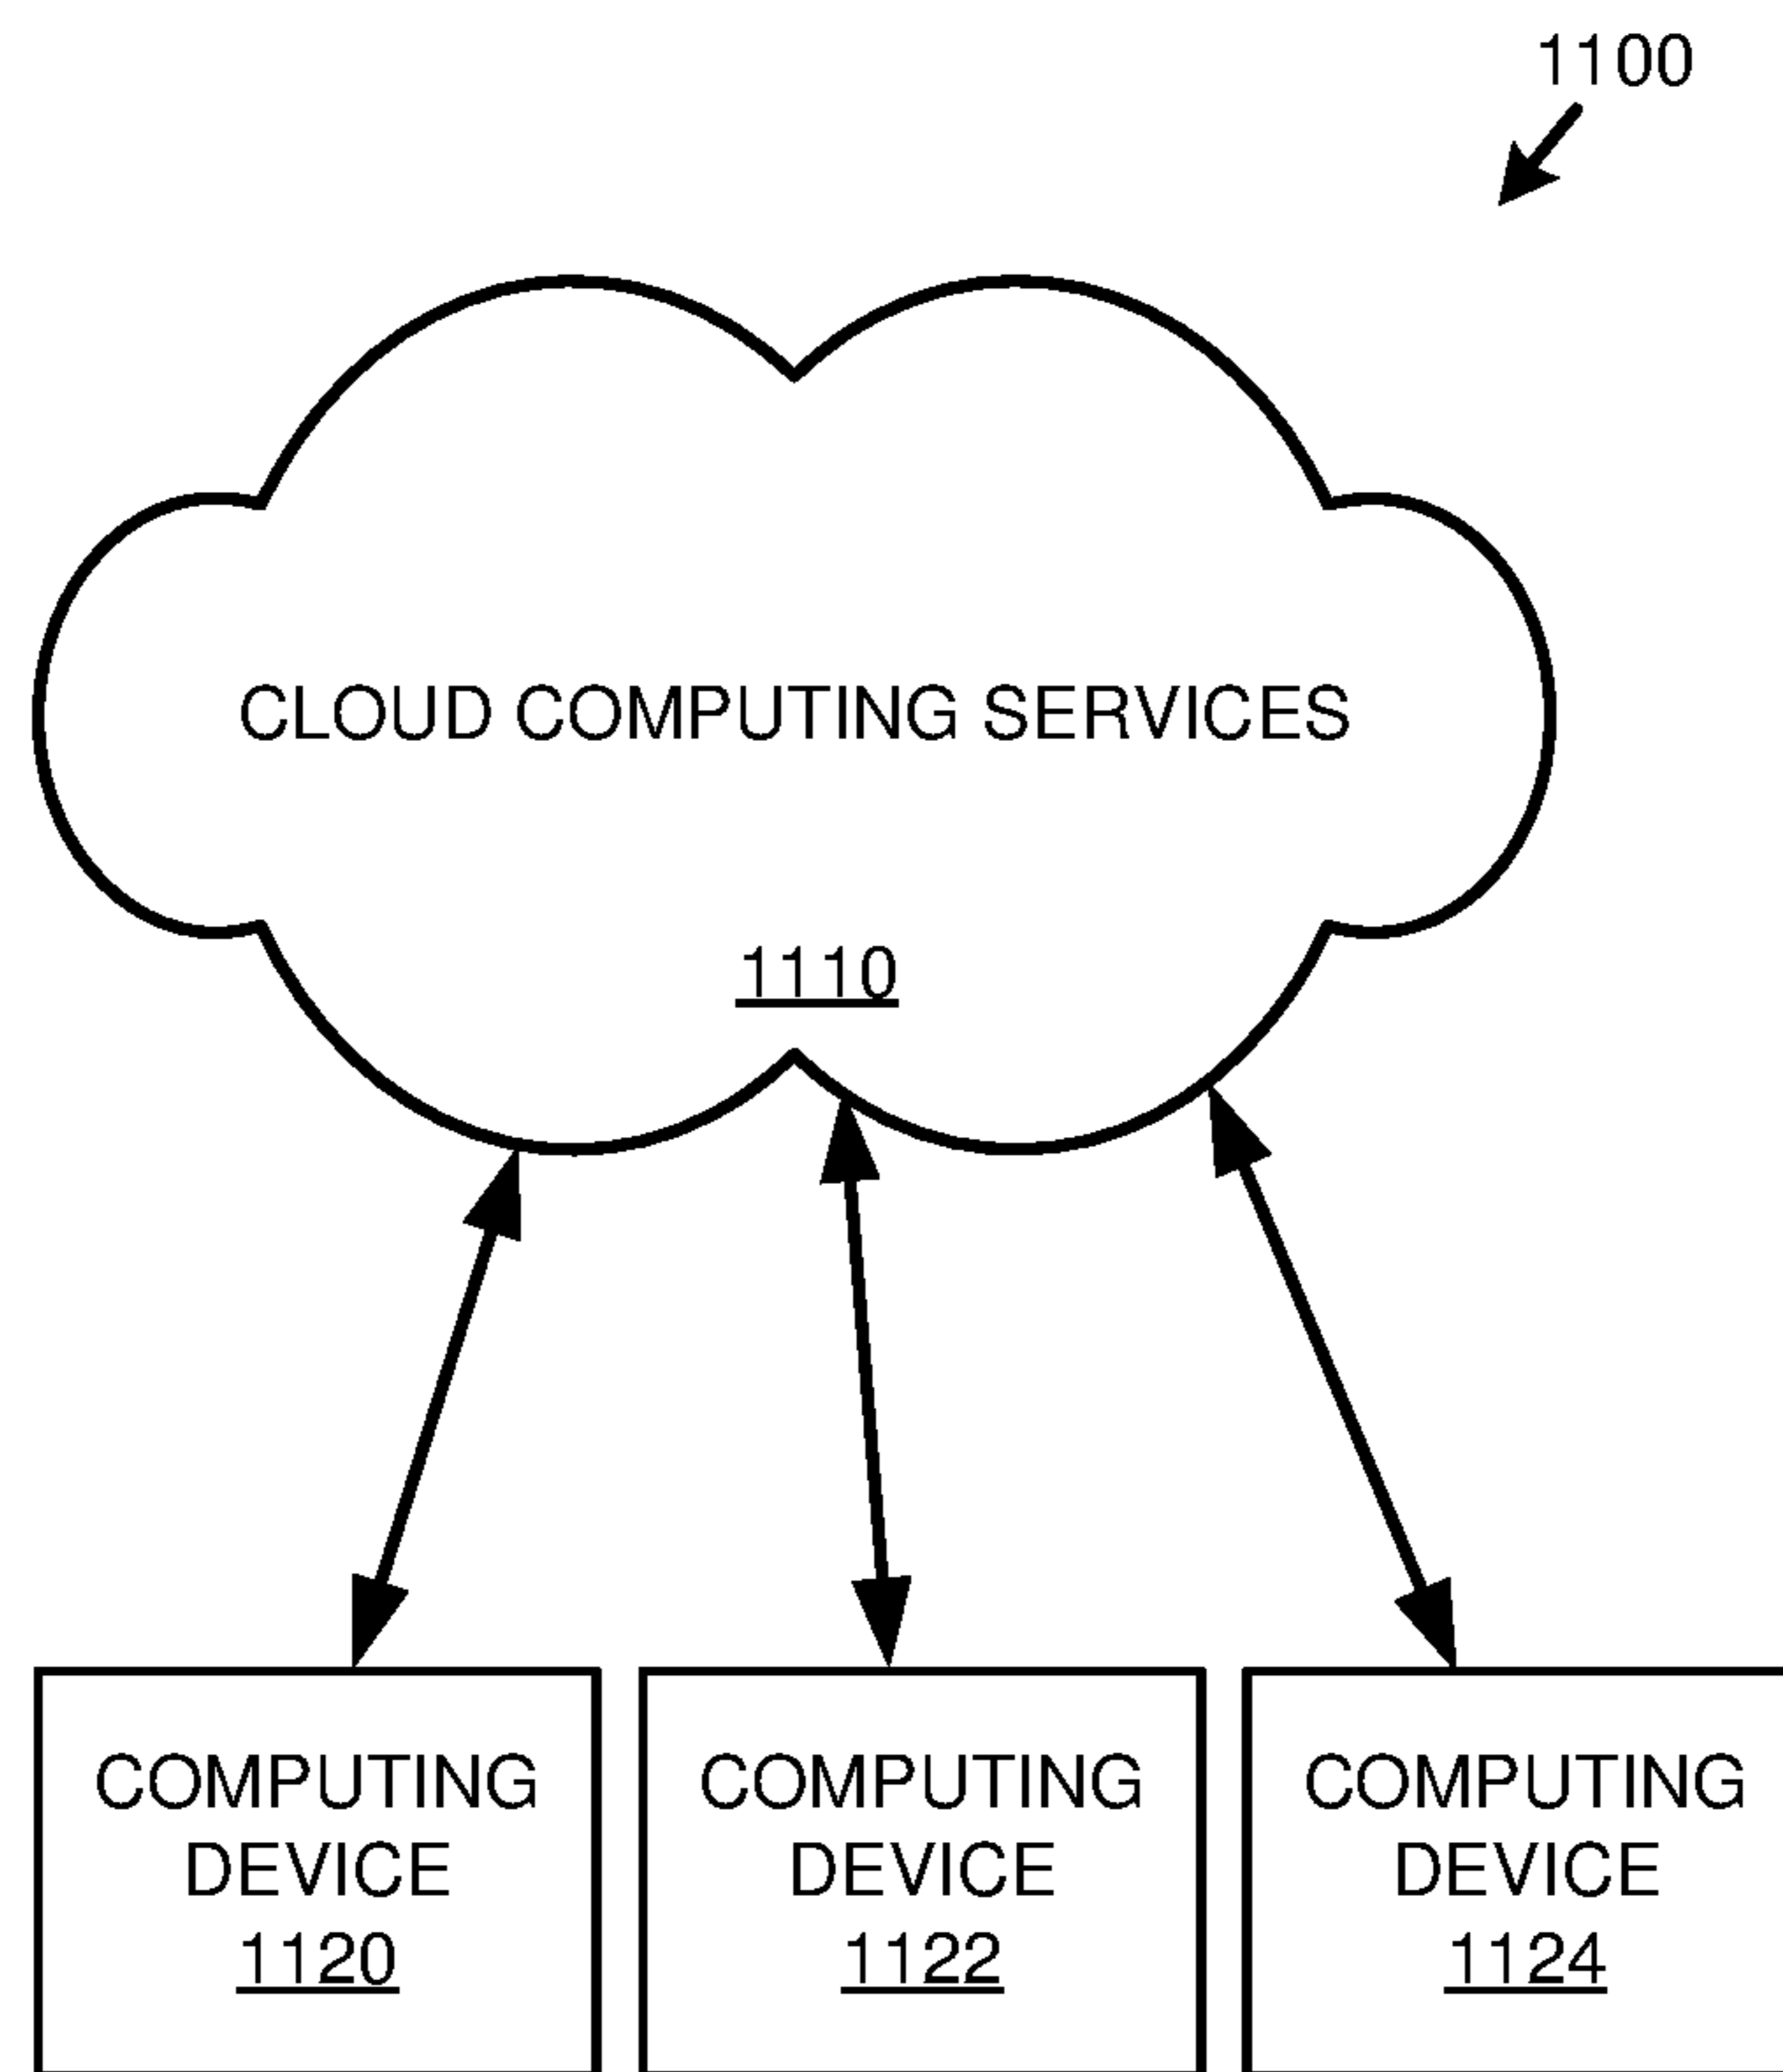 1100
CLOUD COMPUTING SERVICES
1110
COMPUTING
DEVICE
1120
COMPUTING
DEVICE
1122
COMPUTING
DEVICE
1124